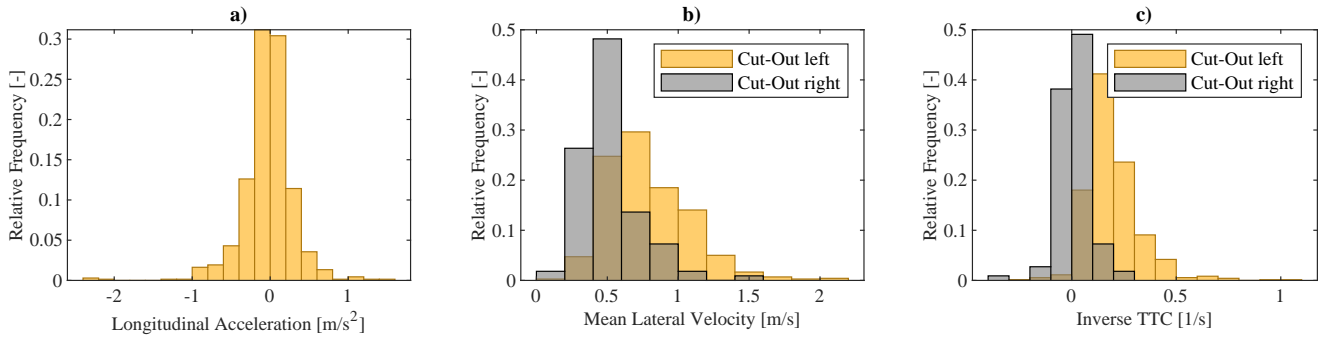 a)
0.3
0.25
0.2
0.15
0.1
0.05
0
-2
-1
0
1
Relative Frequency [-]
Longitudinal Acceleration [m/s²]
b)
0.5
0.4
0.3
0.2
0.1
0
0
0.5
1
1.5
2
Relative Frequency [-]
Mean Lateral Velocity [m/s]
Cut-Out left
Cut-Out right
c)
0.5
0.4
0.3
0.2
0.1
0
0
0.5
1
Relative Frequency [-]
Inverse TTC [1/s]
Cut-Out left
Cut-Out right